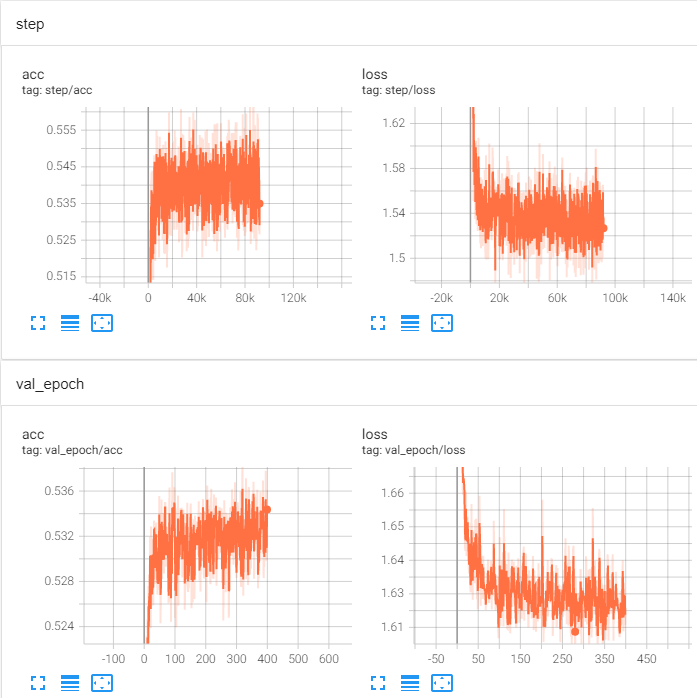 step
acc
tag: step/acc
0.555
0.545
0.535
0.525
0.515
-40k 0 40k 80k 120k
loss
tag: step/loss
1.62
1.58
1.54
1.5
-20k 20k 60k 100k 140k
val_epoch
acc
tag: val_epoch/acc
0.536
0.532
0.528
0.524
-100 0 100 200 300 400 500 600
loss
tag: val_epoch/loss
1.66
1.65
1.64
1.63
1.61
-50 50 150 250 350 450